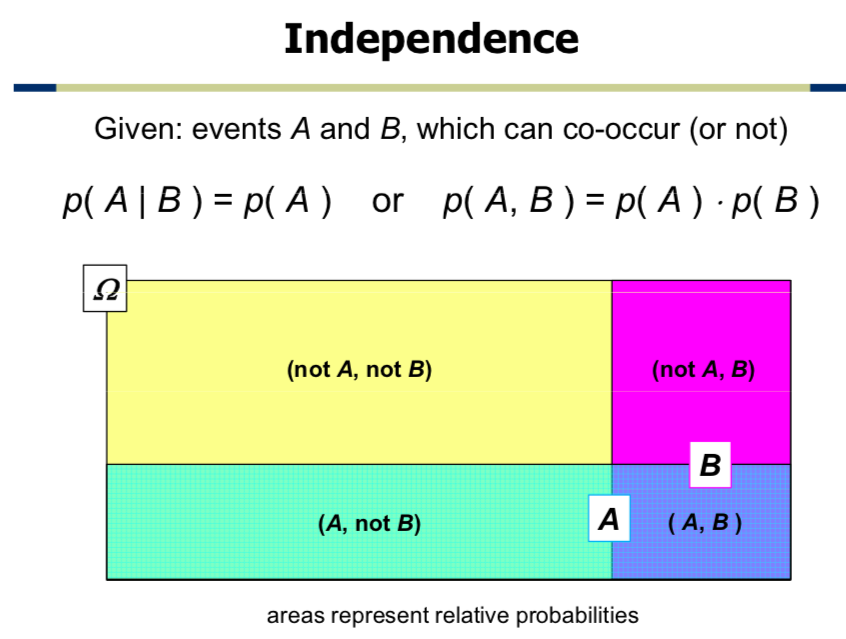 Independence
Given: events A and B, which can co-occur (or not)
p( A | B ) = p( A ) or p( A, B ) = p( A ) · p( B )
Ω
(not A, not B) (not A, B)
B
(A, not B) A ( A, B )
areas represent relative probabilities